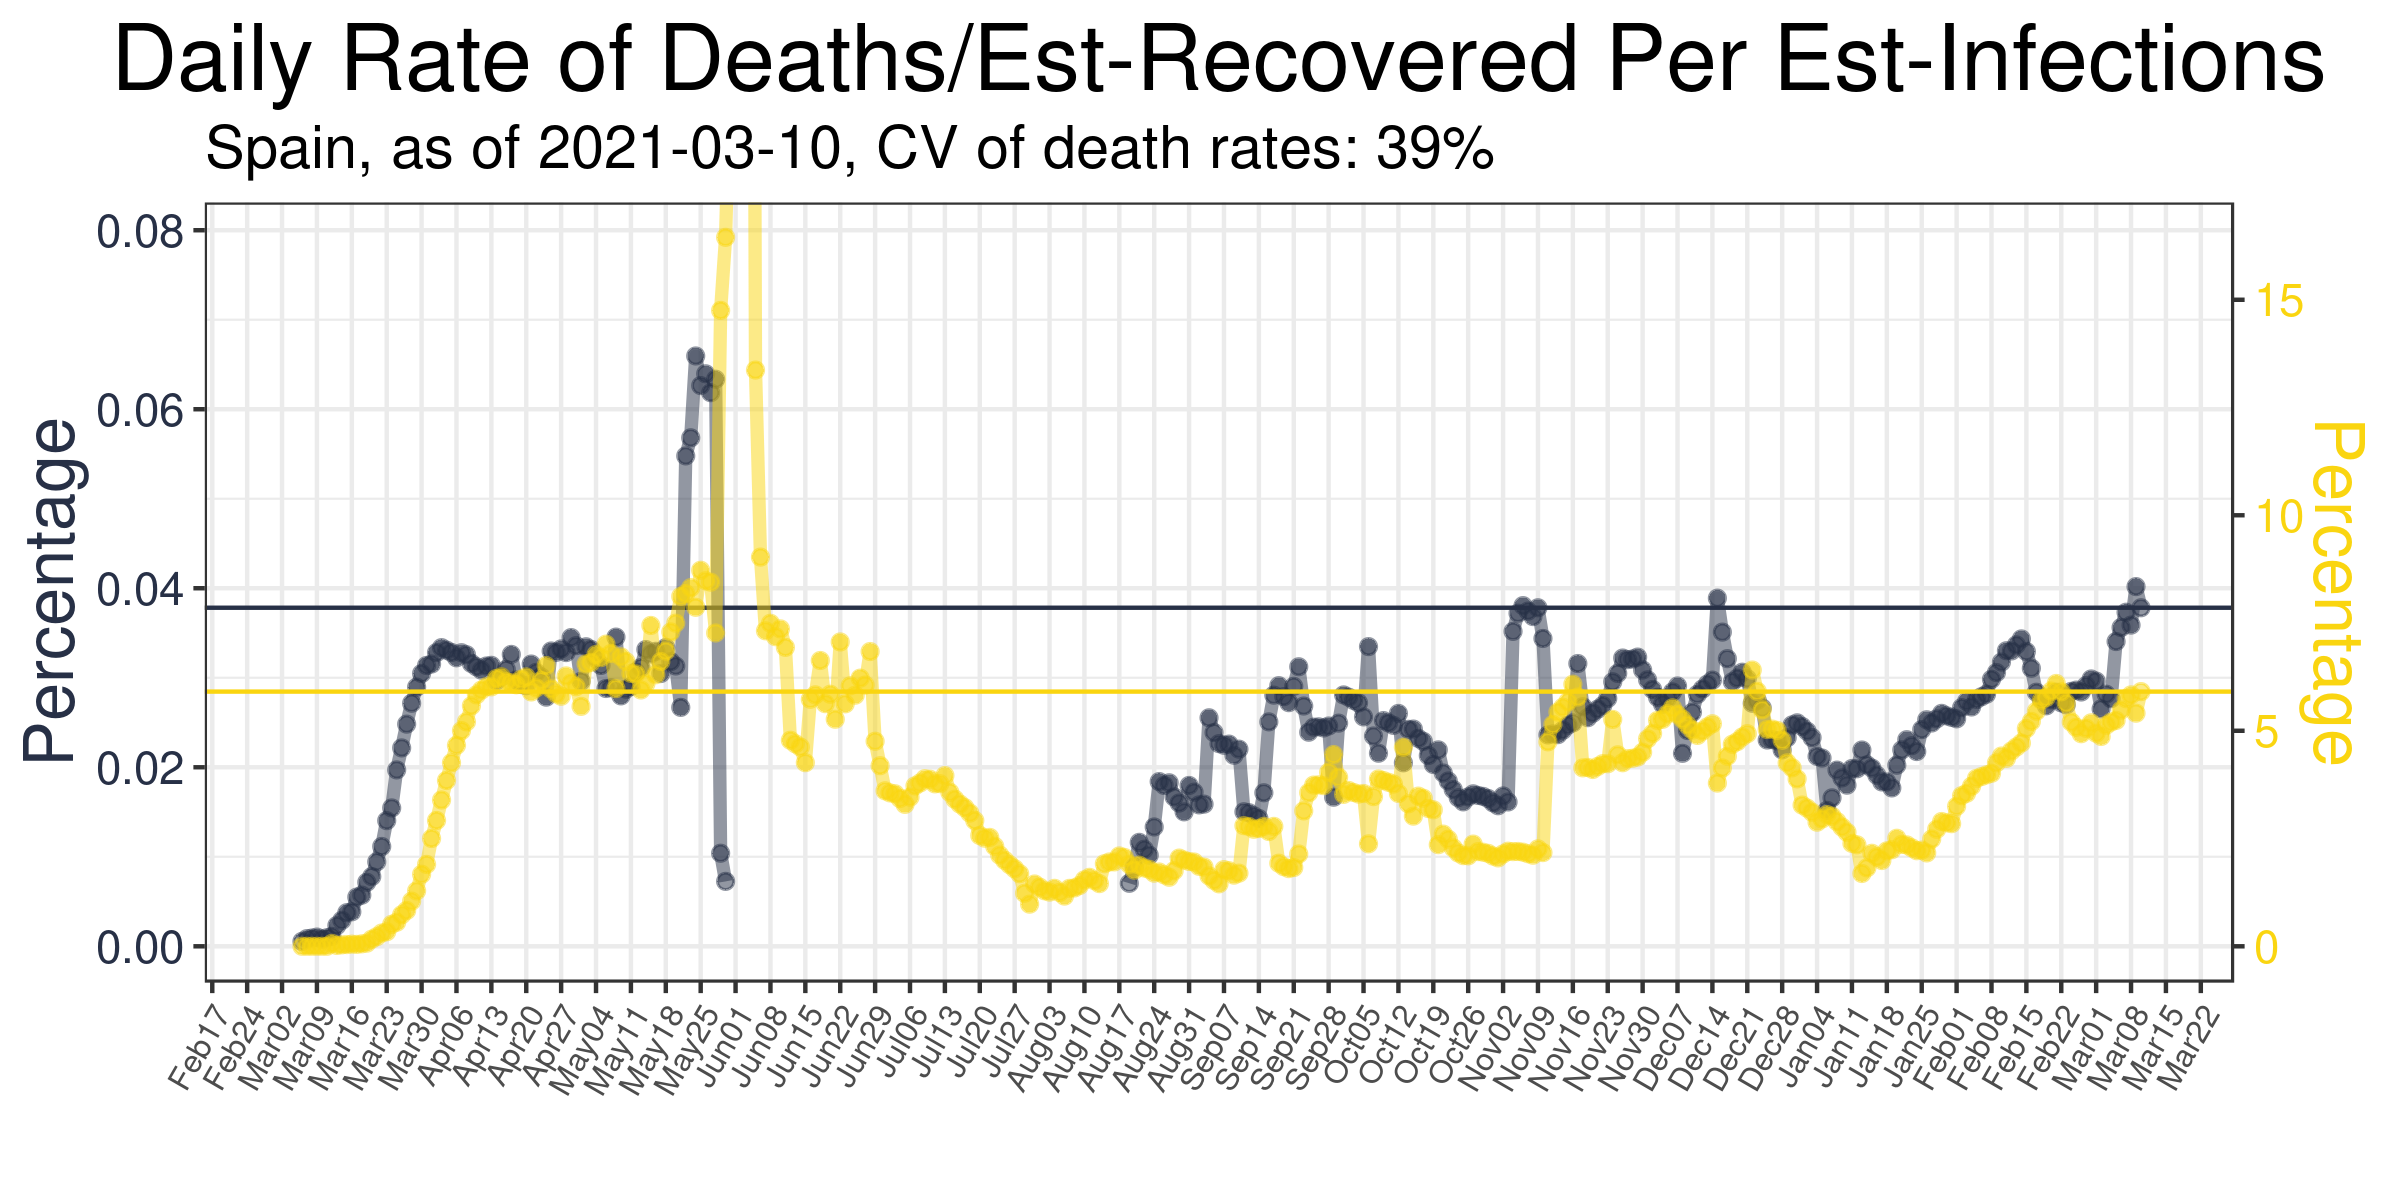 Daily Rate of Deaths/Est-Recovered Per Est-Infections
Spain, as of 2021-03-10, CV of death rates: 39%
Percentage
0.08
0.06
0.04
0.02
0.00
15
10
5
0
Percentage
Feb17
Feb24
Mar02
Mar09
Mar16
Mar23
Mar30
Apr06
Apr13
Apr20
Apr27
May04
May11
May18
May25
Jun01
Jun08
Jun15
Jun22
Jun29
Jul06
Jul13
Jul20
Jul27
Aug03
Aug10
Aug17
Aug24
Aug31
Sep07
Sep14
Sep21
Sep28
Oct05
Oct12
Oct19
Oct26
Nov02
Nov09
Nov16
Nov23
Nov30
Dec07
Dec14
Dec21
Dec28
Jan04
Jan11
Jan18
Jan25
Feb01
Feb08
Feb15
Feb22
Mar01
Mar08
Mar15
Mar22